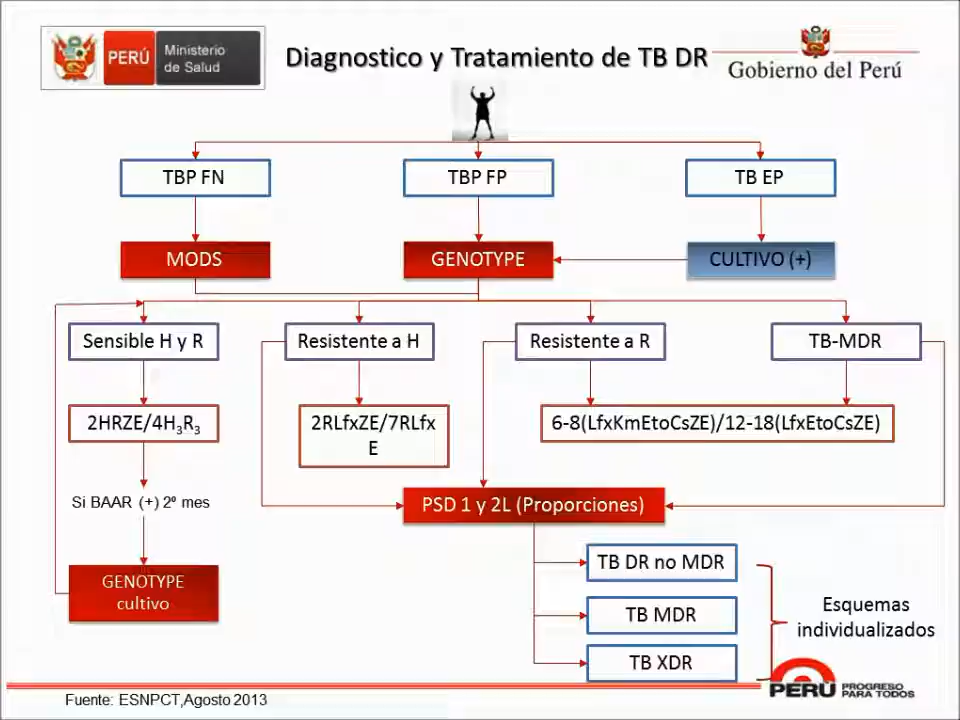 PERÚ
Ministerio
de Salud
Diagnostico y Tratamiento de TB DR
Gobierno del Perú
TBP FN
TBP FP
TB EP
MODS
GENOTYPE
CULTIVO (+)
Sensible H y R
Resistente a H
Resistente a R
TB-MDR
2HRZE/4H₃R₃
2RLfxZE/7RLfx
E
6-8(LfxKmEtoCsZE)/12-18(LfxEtoCsZE)
Si BAAR (+) 2º mes
PSD 1 y 2L (Proporciones)
GENOTYPE
cultivo
TB DR no MDR
TB MDR
TB XDR
Esquemas
individualizados
PERÚ
PROGRESO
PARA TODOS
Fuente: ESNPCT,Agosto 2013